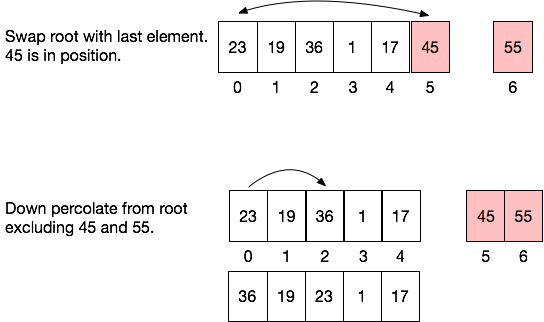 Swap root with last element.
45 is in position.
23 19 36 1 17 45 55
0 1 2 3 4 5 6
Down percolate from root
excluding 45 and 55.
23 19 36 1 17 45 55
0 1 2 3 4 5 6
36 19 23 1 17